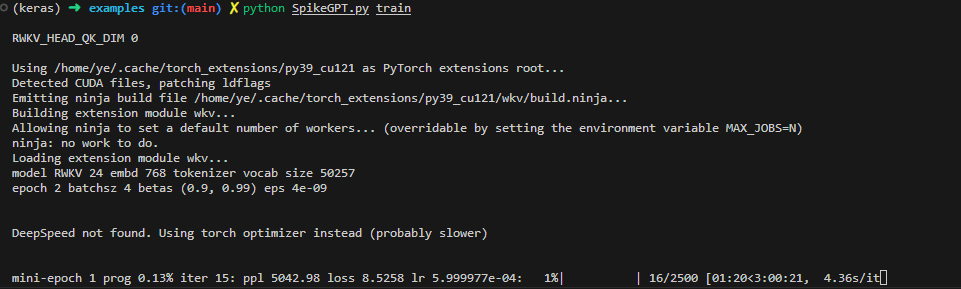 (keras) ➜ examples git:(main) ✗ python SpikeGPT.py train
RWKV_HEAD_QK_DIM 0
Using /home/ye/.cache/torch_extensions/py39_cu121 as PyTorch extensions root...
Detected CUDA files, patching ldflags
Emitting ninja build file /home/ye/.cache/torch_extensions/py39_cu121/wkv/build.ninja...
Building extension module wkv...
Allowing ninja to set a default number of workers... (overridable by setting the environment variable MAX_JOBS=N)
ninja: no work to do.
Loading extension module wkv...
model RWKV 24 embd 768 tokenizer vocab size 50257
epoch 2 batchsz 4 betas (0.9, 0.99) eps 4e-09
DeepSpeed not found. Using torch optimizer instead (probably slower)
mini-epoch 1 prog 0.13% iter 15: ppl 5042.98 loss 8.5258 lr 5.999977e-04:   1%|          | 16/2500 [01:20<3:00:21,  4.36s/it